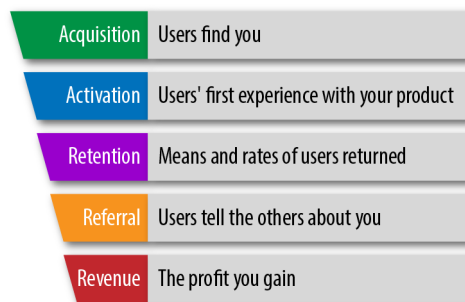 Acquisition Users find you
Activation Users' first experience with your product
Retention Means and rates of users returned
Referral Users tell the others about you
Revenue The profit you gain